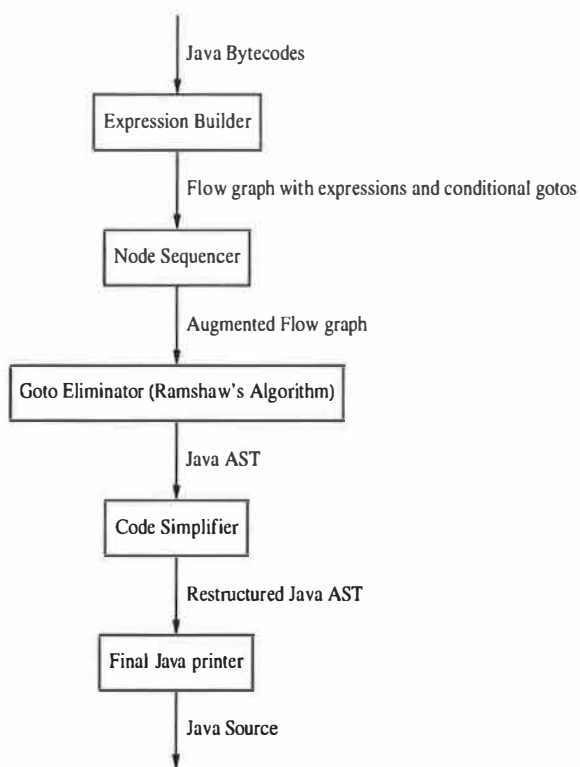 Java Bytecodes
Expression Builder
Flow graph with expressions and conditional gotos
Node Sequencer
Augmented Flow graph
Goto Eliminator (Ramshaw's Algorithm)
Java AST
Code Simplifier
Restructured Java AST
Final Java printer
Java Source